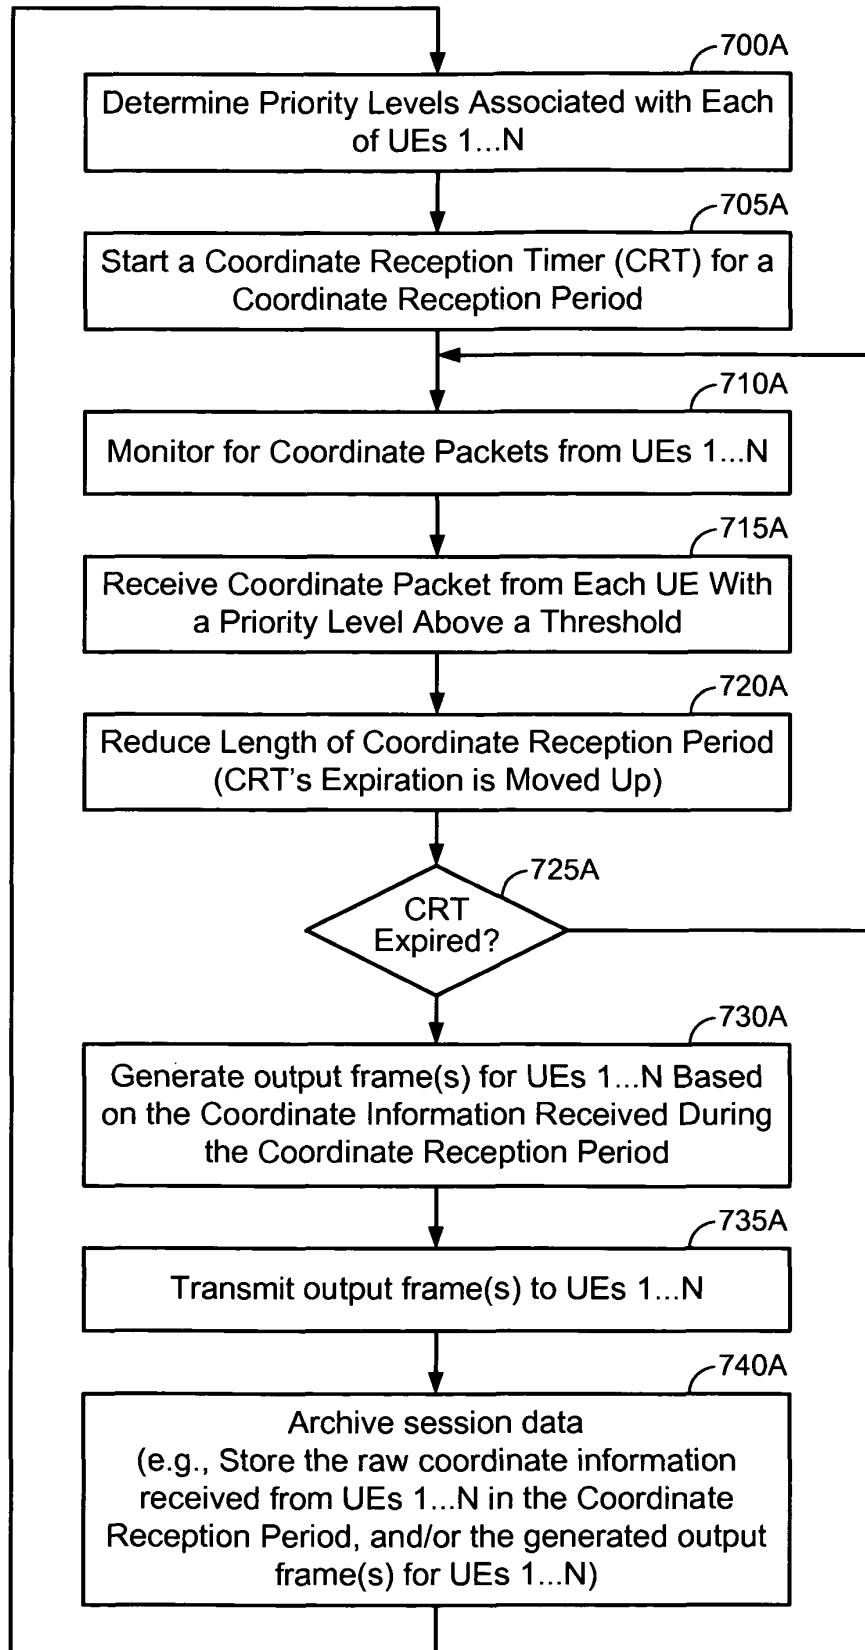 700A
Determine Priority Levels Associated with Each
of UEs 1...N
705A
Start a Coordinate Reception Timer (CRT) for a
Coordinate Reception Period
710A
Monitor for Coordinate Packets from UEs 1...N
715A
Receive Coordinate Packet from Each UE With
a Priority Level Above a Threshold
720A
Reduce Length of Coordinate Reception Period
(CRT's Expiration is Moved Up)
725A
CRT
Expired?
730A
Generate output frame(s) for UEs 1...N Based
on the Coordinate Information Received During
the Coordinate Reception Period
735A
Transmit output frame(s) to UEs 1...N
740A
Archive session data
(e.g., Store the raw coordinate information
received from UEs 1...N in the Coordinate
Reception Period, and/or the generated output
frame(s) for UEs 1...N)